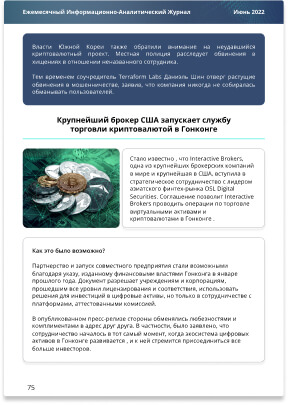 Ежемесячный Информационно-Аналитический Журнал
Июнь 2022
Власти Южной Кореи также обратили внимание на неудавшийся
криптовалютный проект. Местная полиция расследует обвинения в
хищениях в отношении неназванного сотрудника.
Тем временем соучредитель Terraform Labs Даниэль Шин отверг растущие
обвинения в мошенничестве, заявив, что компания никогда не собиралась
обманывать пользователей.
Крупнейший брокер США запускает службу
торговли криптовалютой в Гонконге
Стало известно , что Interactive Brokers,
одна из крупнейших брокерских компаний
в мире и крупнейшая в США, вступила в
стратегическое сотрудничество с лидером
азиатского финтех-рынка OSL Digital
Securities. Соглашение позволит Interactive
Brokers проводить операции по торговле
виртуальными активами и
криптовалютами в Гонконге .
Как это было возможно?
Партнерство и запуск совместного предприятия стали возможными
благодаря указу, изданному финансовыми властями Гонконга в январе
прошлого года. Документ разрешает учреждениям и корпорациям,
прошедшим все уровни лицензирования и соответствия, использовать
решения для инвестиций в цифровые активы, но только в сотрудничестве с
платформами, аттестованными комиссией.
В опубликованном пресс-релизе стороны обменялись любезностями и
комплиментами в адрес друг друга. В частности, было заявлено, что
сотрудничество началось в тот самый момент, когда экосистема цифровых
активов в Гонконге развивается , и к ней стремится присоединиться все
больше инвесторов.
75